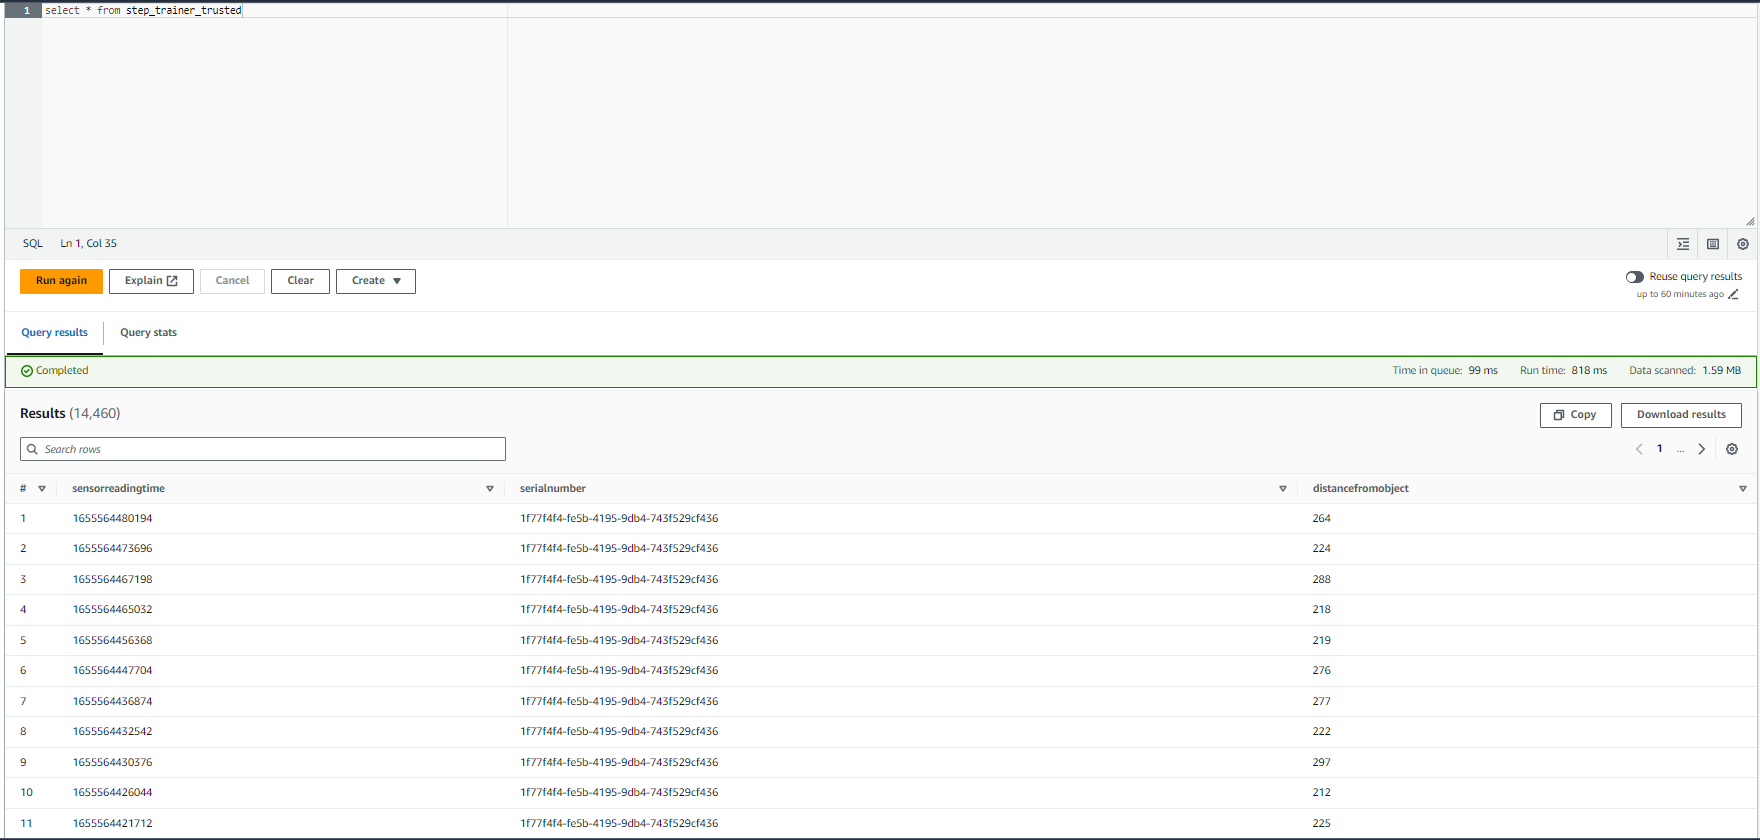 1 select * from step_trainer_trusted
SQL Ln 1, Col 35
Run again Explain Cancel Clear Create Reuse query results
up to 60 minutes ago
Query results Query stats
Completed Time in queue: 99 ms Run time: 818 ms Data scanned: 1.59 MB
Results (14,460) Copy Download results
Search rows 1 ...
# sensorreadingtime serialnumber distancefromobject
1 1655564480194 1f77f4f4-fe5b-4195-9db4-743f529cf436 264
2 1655564473696 1f77f4f4-fe5b-4195-9db4-743f529cf436 224
3 1655564467198 1f77f4f4-fe5b-4195-9db4-743f529cf436 288
4 1655564465032 1f77f4f4-fe5b-4195-9db4-743f529cf436 218
5 1655564456368 1f77f4f4-fe5b-4195-9db4-743f529cf436 219
6 1655564447704 1f77f4f4-fe5b-4195-9db4-743f529cf436 276
7 1655564436874 1f77f4f4-fe5b-4195-9db4-743f529cf436 277
8 1655564432542 1f77f4f4-fe5b-4195-9db4-743f529cf436 222
9 1655564430376 1f77f4f4-fe5b-4195-9db4-743f529cf436 297
10 1655564426044 1f77f4f4-fe5b-4195-9db4-743f529cf436 212
11 1655564421712 1f77f4f4-fe5b-4195-9db4-743f529cf436 225